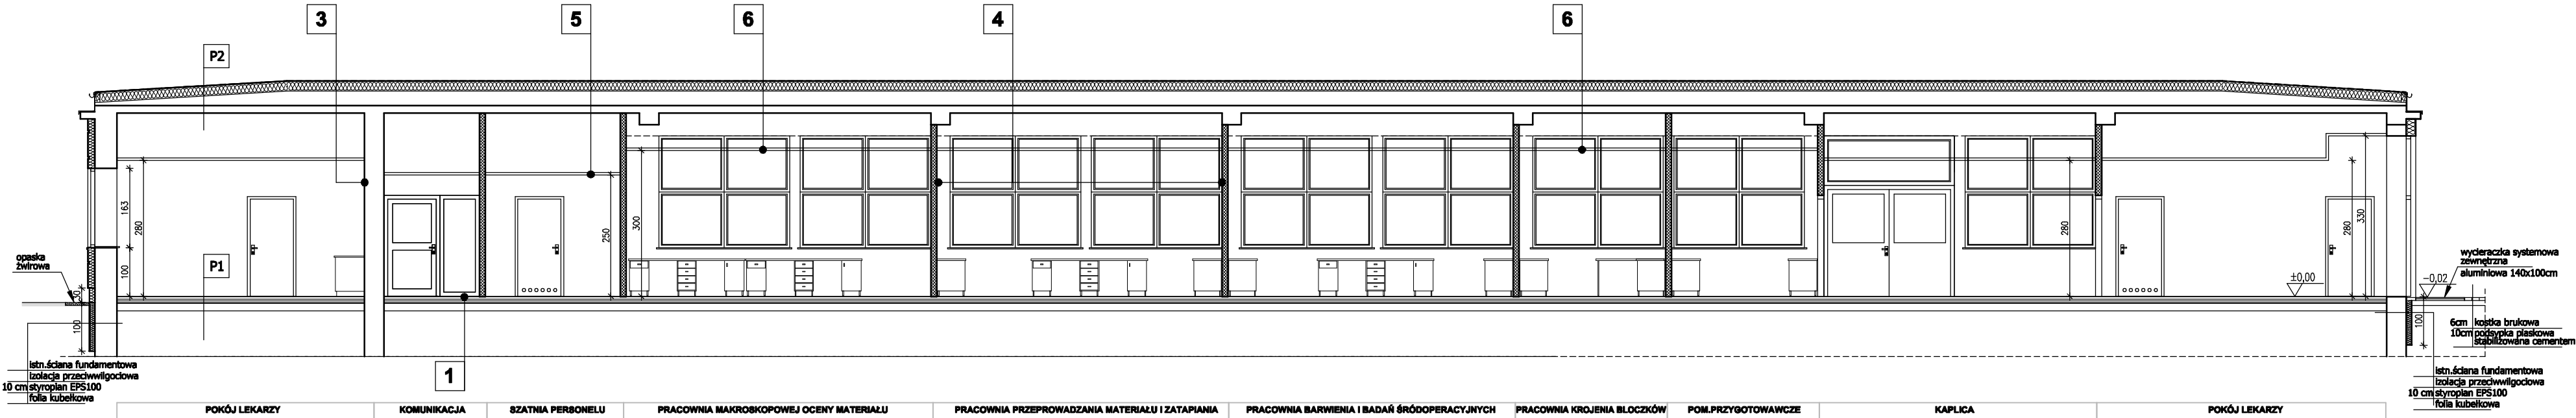 3
5
6
4
6
P2
163
280
100
P1
opaska
żwirowa
100
250
300
280
280
330
±0,00
-0,02
wycieraczka systemowa
zewnętrzna
aluminiowa 140x100cm
100
6cm kostka brukowa
10cm podsypka piaskowa
stabilizowana cementem
1
istn.ściana fundamentowa
izolacja przeciwwilgociowa
10 cm styropian EPS100
folia kubełkowa
istn.ściana fundamentowa
izolacja przeciwwilgociowa
10 cm styropian EPS100
folia kubełkowa
POKÓJ LEKARZY
KOMUNIKACJA
SZATNIA PERSONELU
PRACOWNIA MAKROSKOPOWEJ OCENY MATERIAŁU
PRACOWNIA PRZEPROWADZANIA MATERIAŁU I ZATAPIANIA
PRACOWNIA BARWIENIA I BADAŃ ŚRÓDOPERACYJNYCH
PRACOWNIA KROJENIA BLOCZKÓW
POM.PRZYGOTOWAWCZE
KAPLICA
POKÓJ LEKARZY